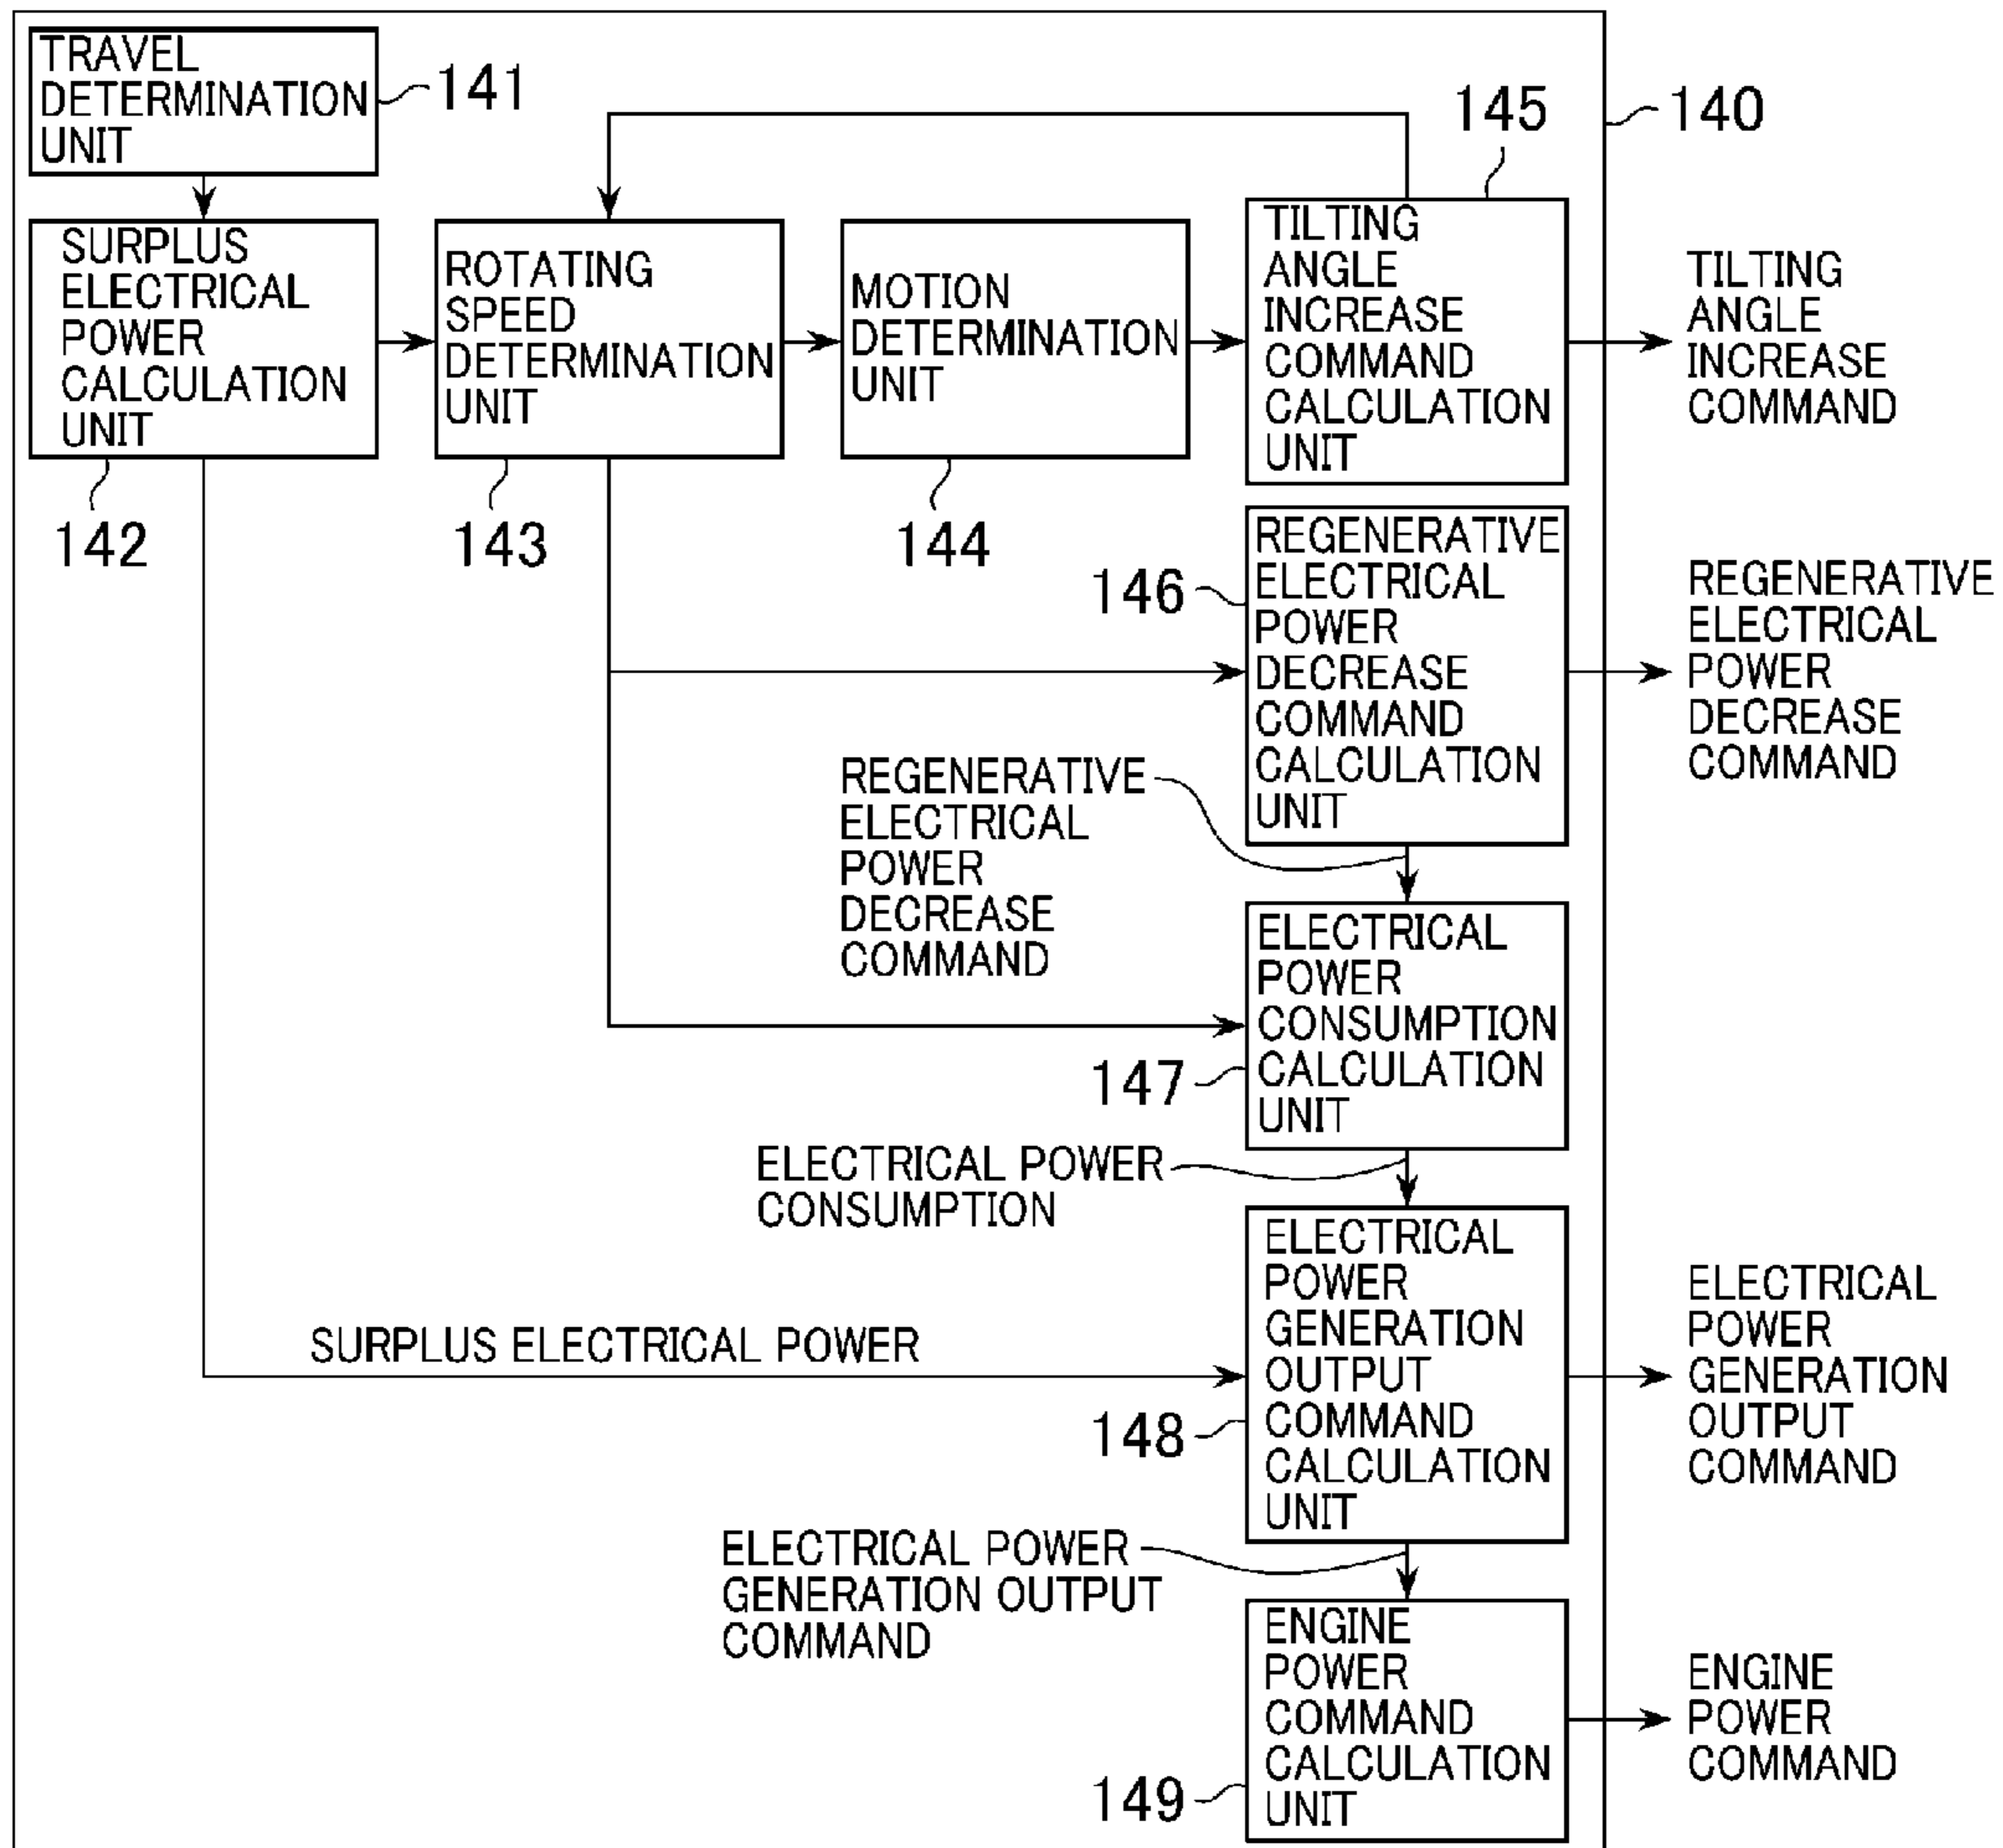 TRAVEL
DETERMINATION
UNIT
141
145
140
SURPLUS
ELECTRICAL
POWER
CALCULATION
UNIT
142
ROTATING
SPEED
DETERMINATION
UNIT
143
MOTION
DETERMINATION
UNIT
144
TILTING
ANGLE
INCREASE
COMMAND
CALCULATION
UNIT
TILTING
ANGLE
INCREASE
COMMAND
146
REGENERATIVE
ELECTRICAL
POWER
DECREASE
COMMAND
CALCULATION
UNIT
REGENERATIVE
ELECTRICAL
POWER
DECREASE
COMMAND
REGENERATIVE
ELECTRICAL
POWER
DECREASE
COMMAND
ELECTRICAL
POWER
CONSUMPTION
CALCULATION
UNIT
147
ELECTRICAL POWER
CONSUMPTION
SURPLUS ELECTRICAL POWER
ELECTRICAL
POWER
GENERATION
OUTPUT
COMMAND
CALCULATION
UNIT
148
ELECTRICAL
POWER
GENERATION
OUTPUT
COMMAND
ELECTRICAL POWER
GENERATION OUTPUT
COMMAND
ENGINE
POWER
COMMAND
CALCULATION
UNIT
149
ENGINE
POWER
COMMAND